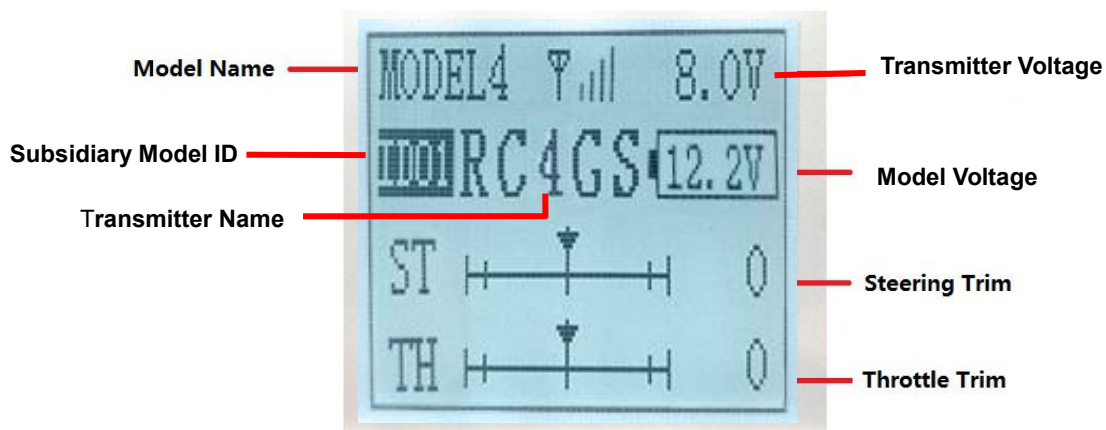 Model Name
MODEL4
8.0V
Transmitter Voltage
Subsidiary Model ID
RC4GS
12.2V
Model Voltage
Transmitter Name
ST
0
Steering Trim
TH
0
Throttle Trim